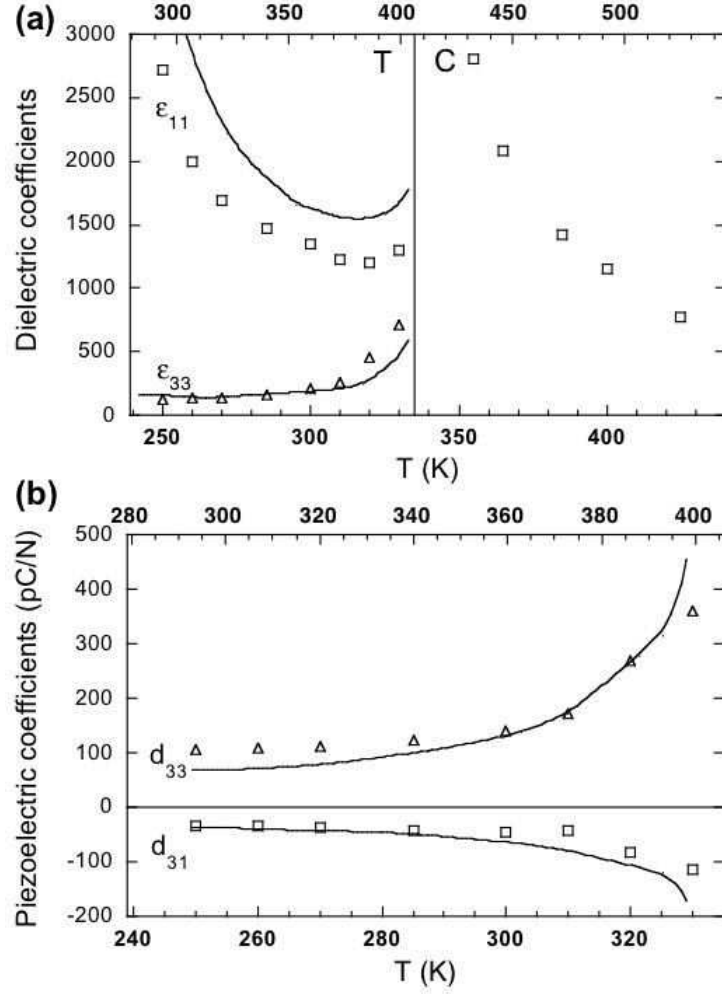 (a)
300 350 400 450 500
3000
2500
2000
1500
1000
500
0
Dielectric coefficients
T C
ε11
ε33
250 300 350 400
T (K)
(b)
280 300 320 340 360 380 400
500
400
300
200
100
0
-100
-200
Piezoelectric coefficients (pC/N)
d33
d31
240 260 280 300 320
T (K)